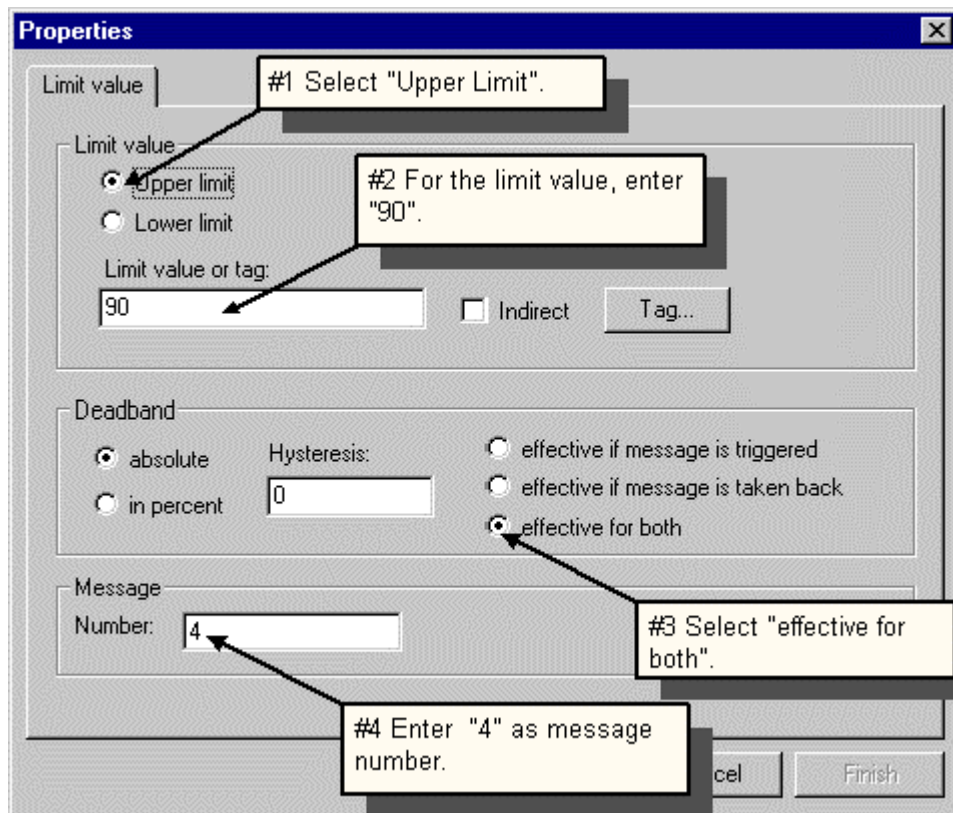 Properties
Limit value
#1 Select "Upper Limit".
Limit value
Upper limit
Lower limit
#2 For the limit value, enter
"90".
Limit value or tag:
90
Indirect
Tag...
Deadband
absolute
in percent
Hysteresis:
0
effective if message is triggered
effective if message is taken back
effective for both
Message
Number:
4
#3 Select "effective for
both".
#4 Enter "4" as message
number.
cel
Finish